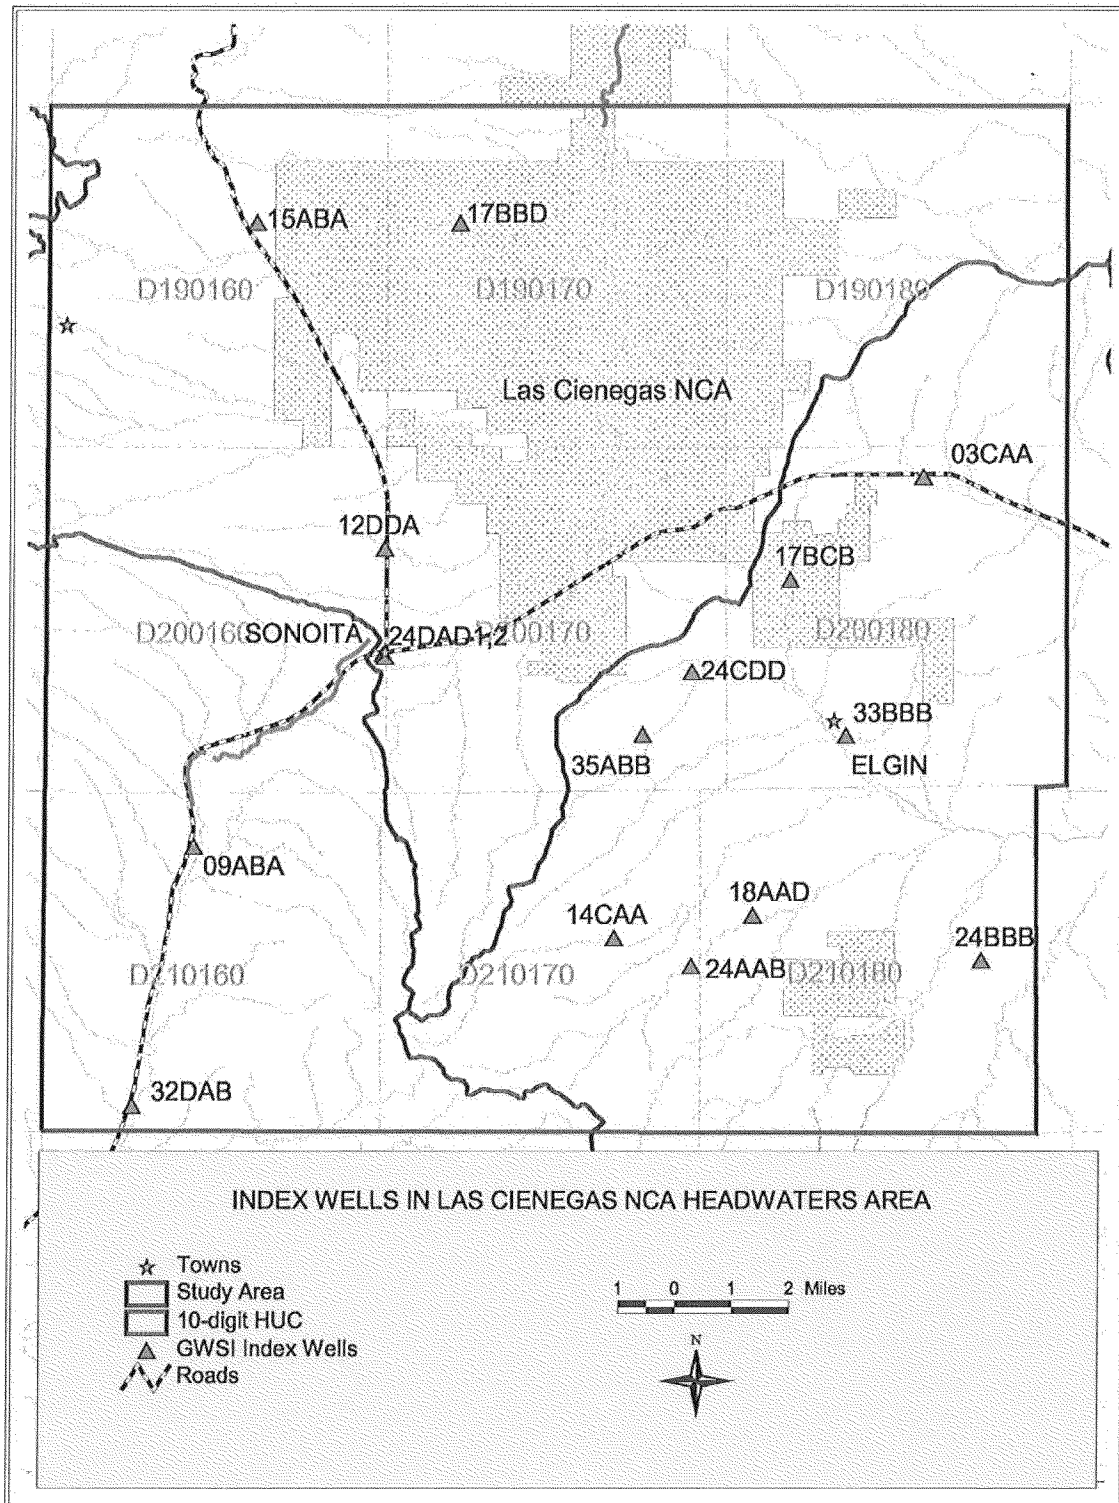 15ABA
17BBD
D190160
D190170
D190180
Las Cienegas NCA
03CAA
12DDA
17BCB
D200160
SONOITA
24DAD1,2
D200170
D200180
24CDD
33BBB
35ABB
ELGIN
09ABA
18AAD
14CAA
24BBB
D210160
D210170
24AAB
D210180
32DAB
INDEX WELLS IN LAS CIENEGAS NCA HEADWATERS AREA
Towns
Study Area
10-digit HUC
GWSI Index Wells
Roads
1 0 1 2 Miles
N